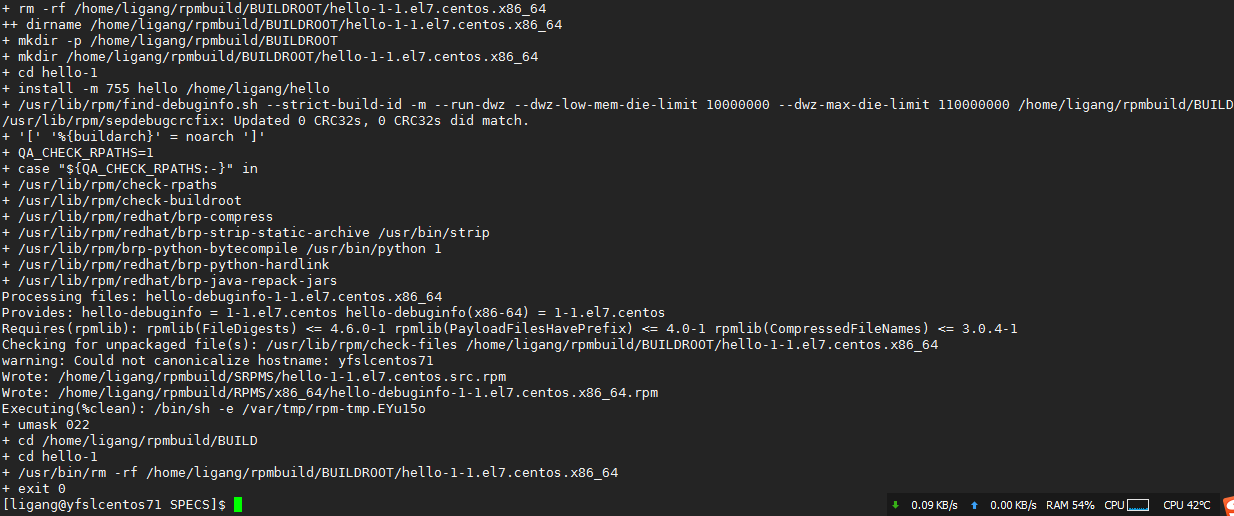 + rm -rf /home/ligang/rpmbuild/BUILDROOT/hello-1-1.el7.centos.x86_64
++ dirname /home/ligang/rpmbuild/BUILDROOT/hello-1-1.el7.centos.x86_64
+ mkdir -p /home/ligang/rpmbuild/BUILDROOT
+ mkdir /home/ligang/rpmbuild/BUILDROOT/hello-1-1.el7.centos.x86_64
+ cd hello-1
+ install -m 755 hello /home/ligang/hello
+ /usr/lib/rpm/find-debuginfo.sh --strict-build-id -m --run-dwz --dwz-low-mem-die-limit 10000000 --dwz-max-die-limit 110000000 /home/ligang/rpmbuild/BUILD
/usr/lib/rpm/sepdebugcrcfix: Updated 0 CRC32s, 0 CRC32s did match.
+ '[' '%{buildarch}' = noarch ']'
+ QA_CHECK_RPATHS=1
+ case "${QA_CHECK_RPATHS:-}" in
+ /usr/lib/rpm/check-rpaths
+ /usr/lib/rpm/check-buildroot
+ /usr/lib/rpm/redhat/brp-compress
+ /usr/lib/rpm/redhat/brp-strip-static-archive /usr/bin/strip
+ /usr/lib/rpm/brp-python-bytecompile /usr/bin/python 1
+ /usr/lib/rpm/redhat/brp-python-hardlink
+ /usr/lib/rpm/redhat/brp-java-repack-jars
Processing files: hello-debuginfo-1-1.el7.centos.x86_64
Provides: hello-debuginfo = 1-1.el7.centos hello-debuginfo(x86-64) = 1-1.el7.centos
Requires(rpmlib): rpmlib(FileDigests) <= 4.6.0-1 rpmlib(PayloadFilesHavePrefix) <= 4.0-1 rpmlib(CompressedFileNames) <= 3.0.4-1
Checking for unpackaged file(s): /usr/lib/rpm/check-files /home/ligang/rpmbuild/BUILDROOT/hello-1-1.el7.centos.x86_64
warning: Could not canonicalize hostname: yfslcentos71
Wrote: /home/ligang/rpmbuild/SRPMS/hello-1-1.el7.centos.src.rpm
Wrote: /home/ligang/rpmbuild/RPMS/x86_64/hello-debuginfo-1-1.el7.centos.x86_64.rpm
Executing(%clean): /bin/sh -e /var/tmp/rpm-tmp.EYu15o
+ umask 022
+ cd /home/ligang/rpmbuild/BUILD
+ cd hello-1
+ /usr/bin/rm -rf /home/ligang/rpmbuild/BUILDROOT/hello-1-1.el7.centos.x86_64
+ exit 0
[ligang@yfslcentos71 SPECS]$
0.09 KB/s 0.00 KB/s RAM 54% CPU CPU 42°C